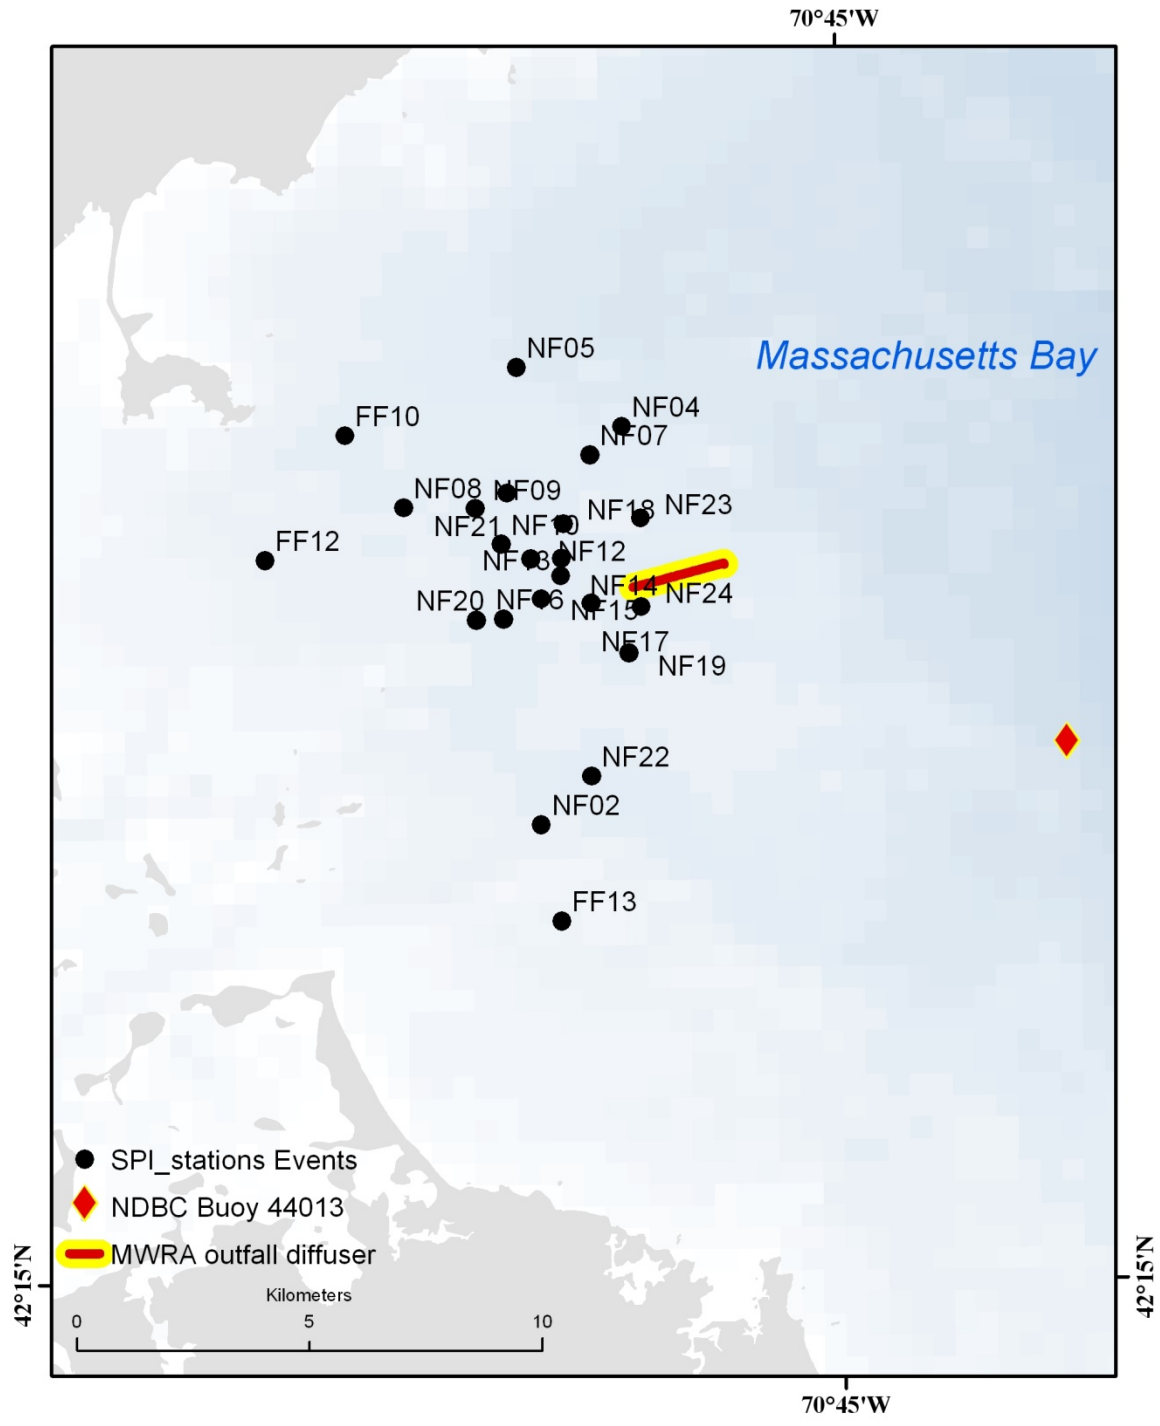 70°45'W
Massachusetts Bay
NF05
FF10
NF04
NF07
NF08
NF09
NF23
NF18
NF21
NF10
FF12
NF12
NF13
NF14
NF24
NF20
NF16
NF15
NF17
NF19
NF22
NF02
FF13
SPI_stations Events
NDBC Buoy 44013
MWRA outfall diffuser
Kilometers
0 5 10
42°15'N
42°15'N
70°45'W